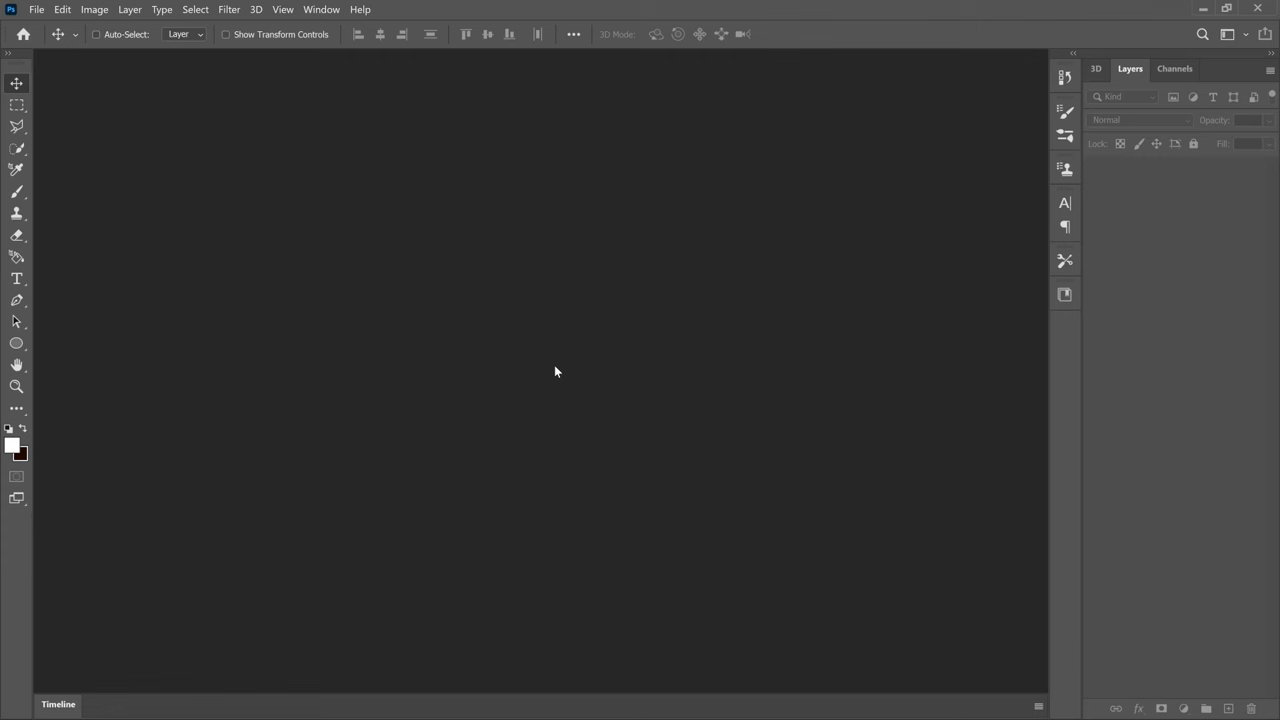 Ps File Edit Image Layer Type Select Filter 3D View Window Help
Auto-Select: Layer Show Transform Controls 3D Mode:
3D Layers Channels
Kind
Normal Opacity:
Lock: Fill:
Timeline